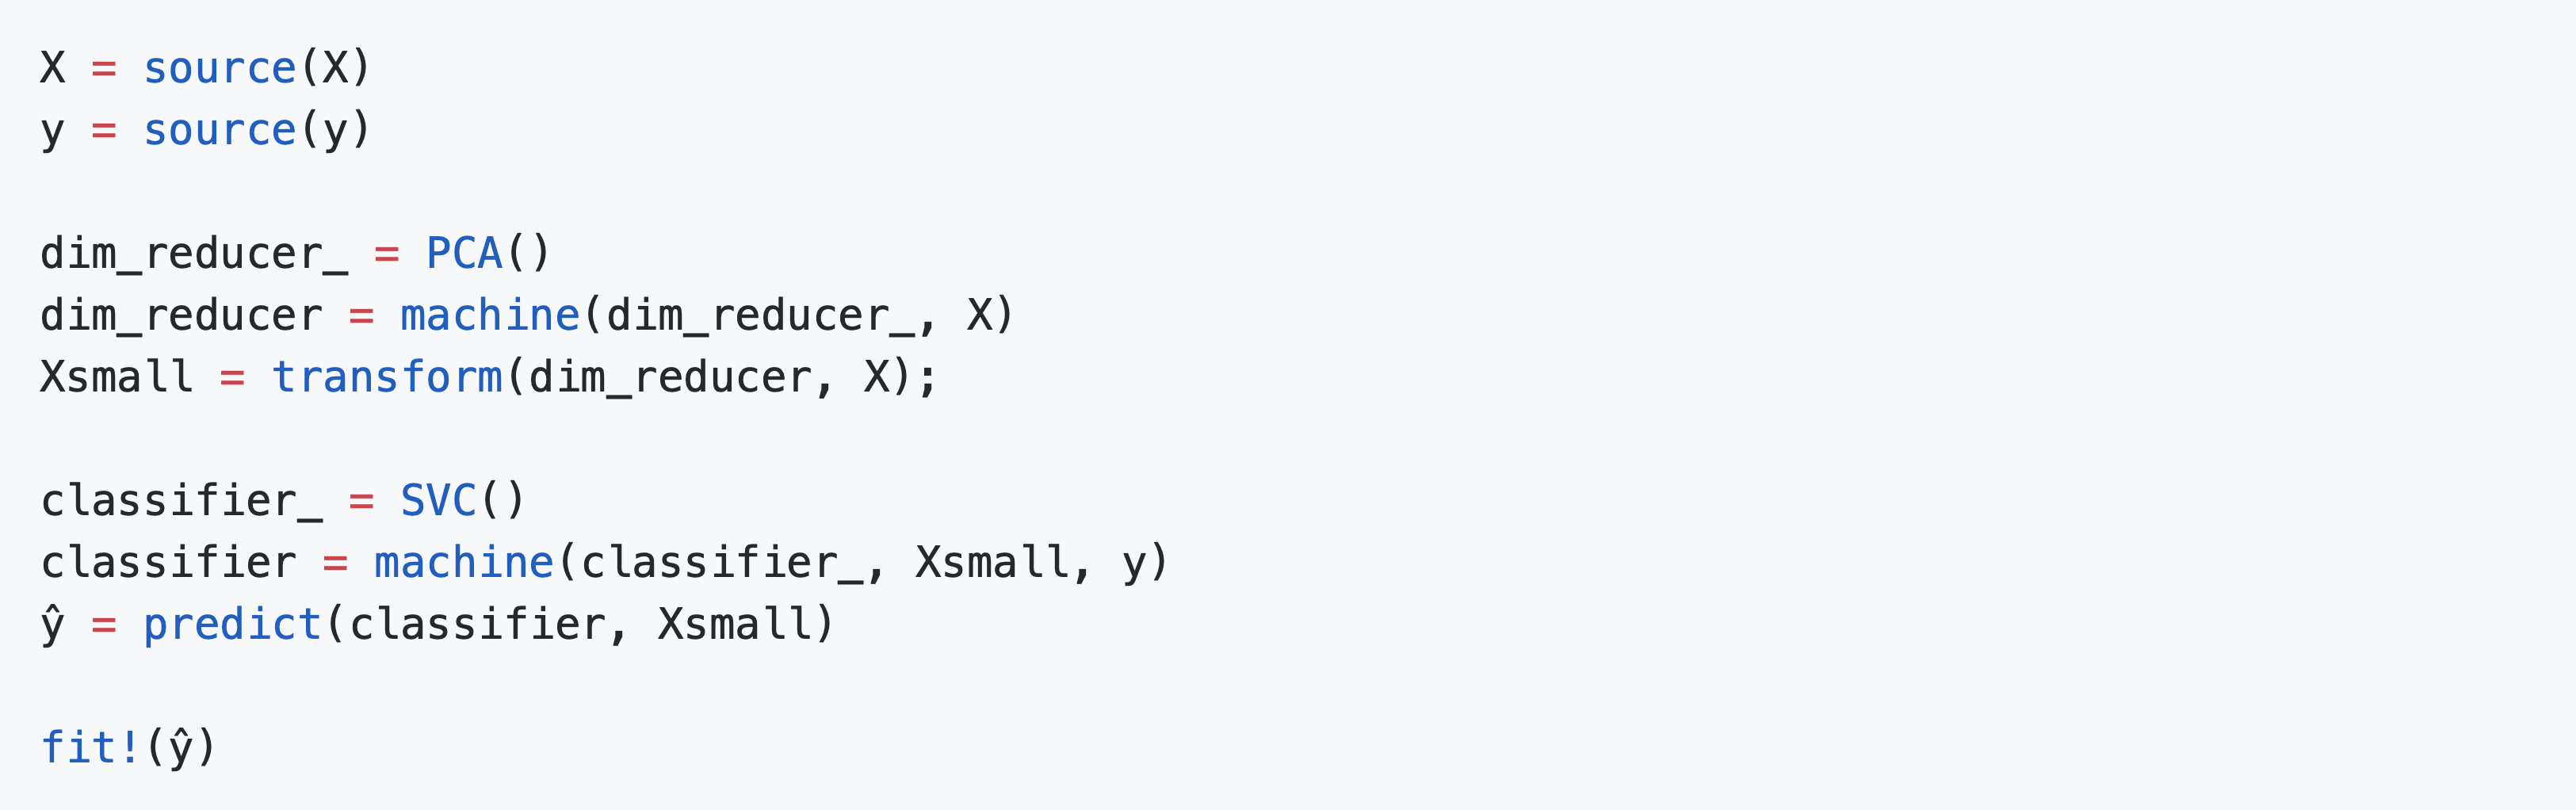 X = source(X)
y = source(y)
dim_reducer_ = PCA()
dim_reducer = machine(dim_reducer_, X)
Xsmall = transform(dim_reducer, X);
classifier_ = SVC()
classifier = machine(classifier_, Xsmall, y)
ŷ = predict(classifier, Xsmall)
fit!(ŷ)